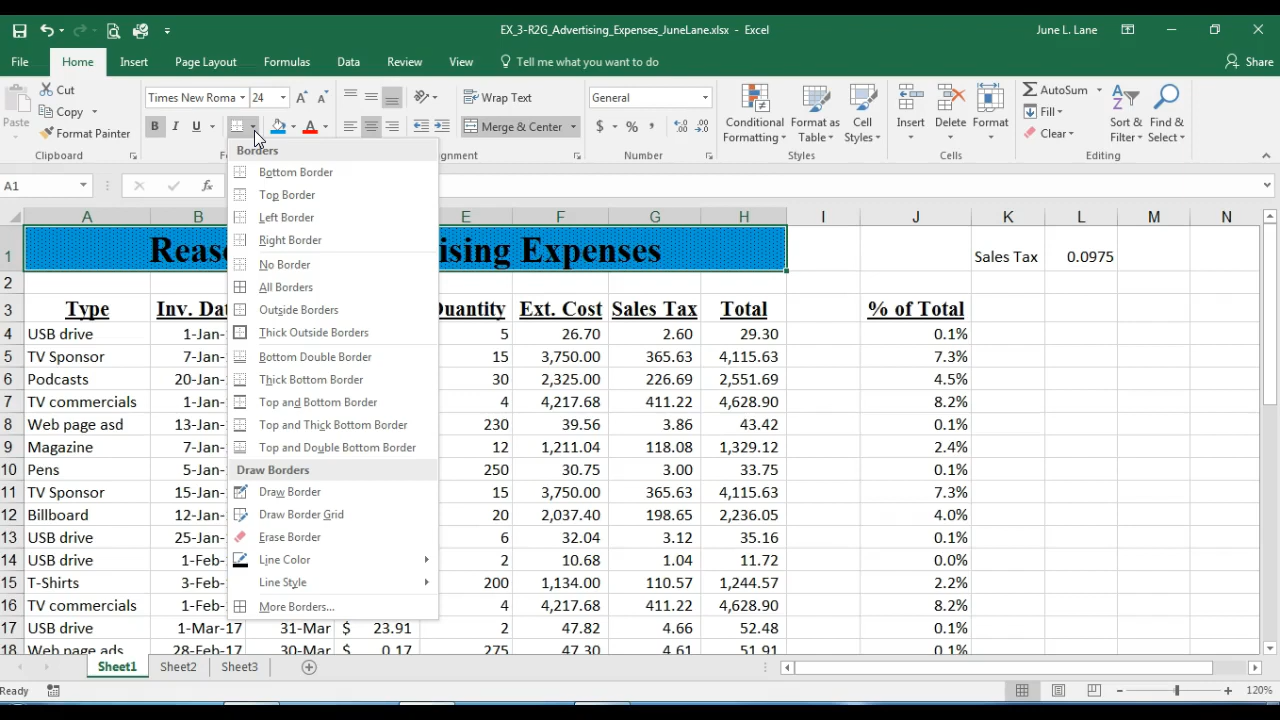 EX_3-R2G_Advertising_Expenses_JuneLane.xlsx - Excel
June L. Lane
File Home Insert Page Layout Formulas Data Review View Tell me what you want to do Share
Paste
Cut
Copy
Format Painter
Clipboard
Times New Roma 24
B I U
Wrap Text
Merge & Center
General
$ % ,
Number
Conditional Formatting
Format as Table
Cell Styles
Styles
Insert Delete Format
Cells
AutoSum
Fill
Clear
Sort & Filter
Find & Select
Editing
A1
fx
Borders
Bottom Border
Top Border
Left Border
Right Border
No Border
All Borders
Outside Borders
Thick Outside Borders
Bottom Double Border
Thick Bottom Border
Top and Bottom Border
Top and Thick Bottom Border
Top and Double Bottom Border
Draw Borders
Draw Border
Draw Border Grid
Erase Border
Line Color
Line Style
More Borders...
A B E F G H I J K L M N
1 Reas ising Expenses Sales Tax 0.0975
2
3 Type Inv. Da Quantity Ext. Cost Sales Tax Total % of Total
4 USB drive 1-Jan- 5 26.70 2.60 29.30 0.1%
5 TV Sponsor 7-Jan- 15 3,750.00 365.63 4,115.63 7.3%
6 Podcasts 20-Jan- 30 2,325.00 226.69 2,551.69 4.5%
7 TV commercials 1-Jan- 4 4,217.68 411.22 4,628.90 8.2%
8 Web page asd 13-Jan- 230 39.56 3.86 43.42 0.1%
9 Magazine 7-Jan- 12 1,211.04 118.08 1,329.12 2.4%
10 Pens 5-Jan- 250 30.75 3.00 33.75 0.1%
11 TV Sponsor 15-Jan- 15 3,750.00 365.63 4,115.63 7.3%
12 Billboard 12-Jan- 20 2,037.40 198.65 2,236.05 4.0%
13 USB drive 25-Jan- 6 32.04 3.12 35.16 0.1%
14 USB drive 1-Feb- 2 10.68 1.04 11.72 0.0%
15 T-Shirts 3-Feb- 200 1,134.00 110.57 1,244.57 2.2%
16 TV commercials 1-Feb- 4 4,217.68 411.22 4,628.90 8.2%
17 USB drive 1-Mar-17 31-Mar $ 23.91 2 47.82 4.66 52.48 0.1%
18 Web page ads 28-Feb-17 30-Mar $ 0.17 275 47.30 4.61 51.91 0.1%
Sheet1 Sheet2 Sheet3
Ready
120%